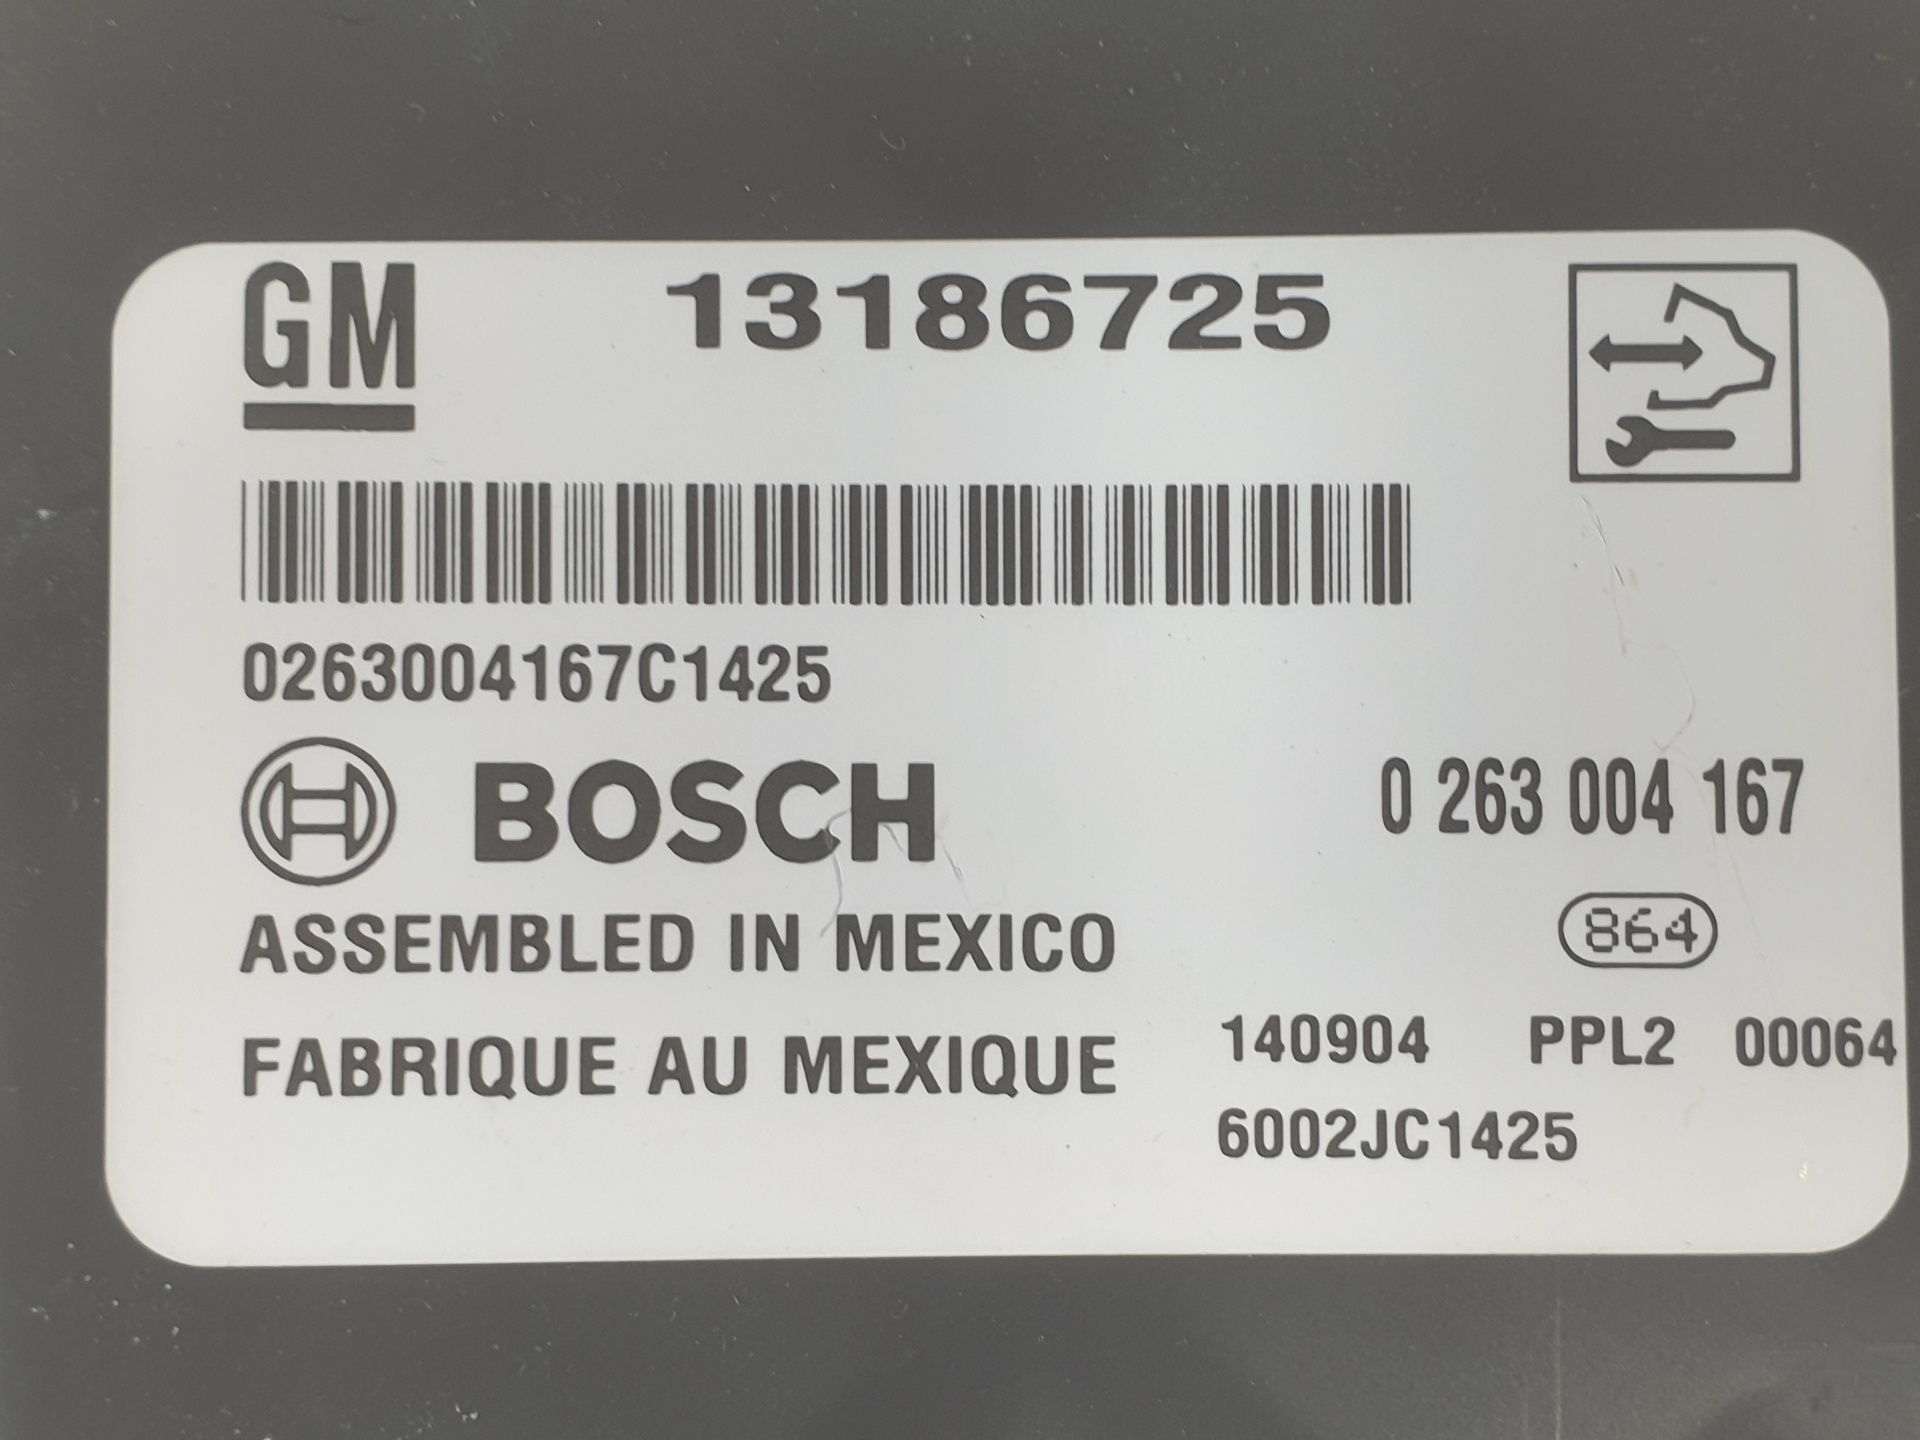 GM 13186725
0263004167C1425
BOSCH 0 263 004 167
ASSEMBLED IN MEXICO 864
FABRIQUE AU MEXIQUE 140904 PPL2 00064
6002JC1425